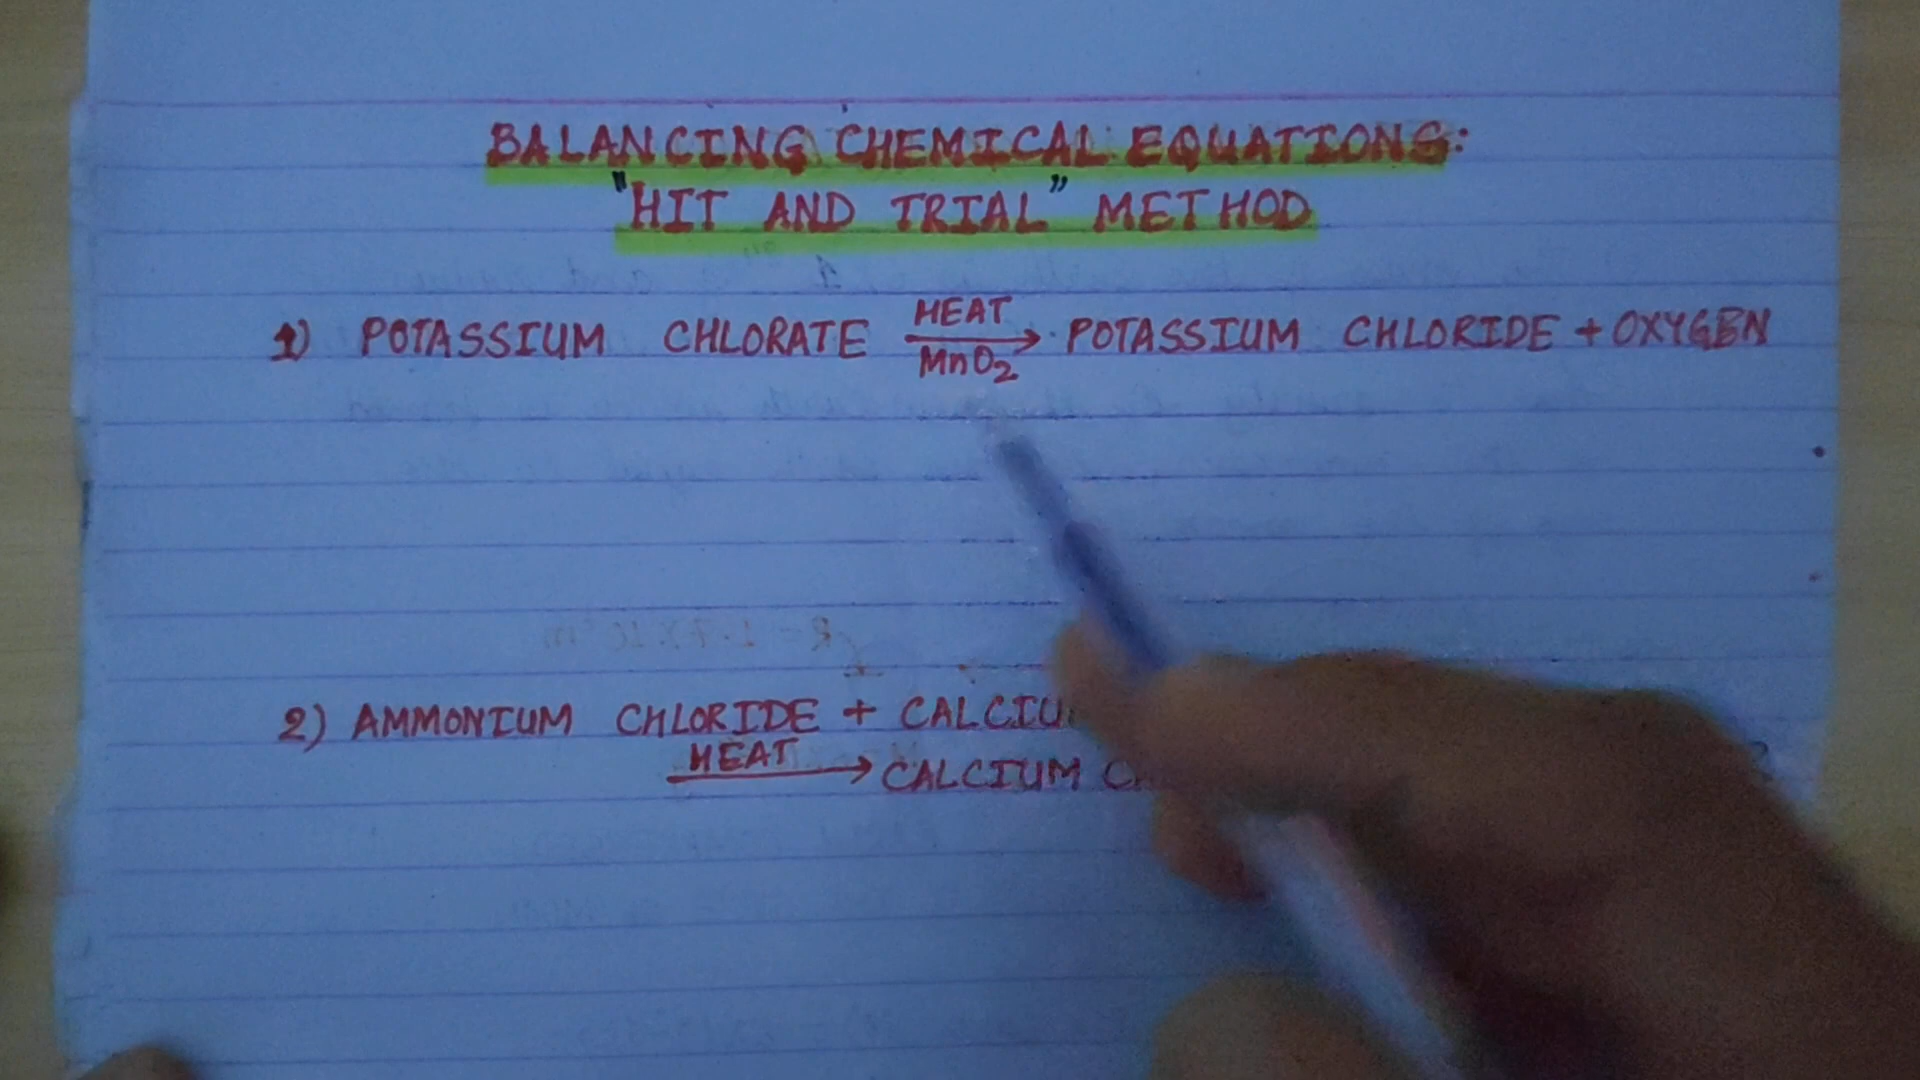 BALANCING CHEMICAL EQUATIONS:
"HIT AND TRIAL" METHOD
1) POTASSIUM CHLORATE HEAT MnO2 → POTASSIUM CHLORIDE + OXYGEN
2) AMMONIUM CHLORIDE + CALCIU
HEAT → CALCIUM